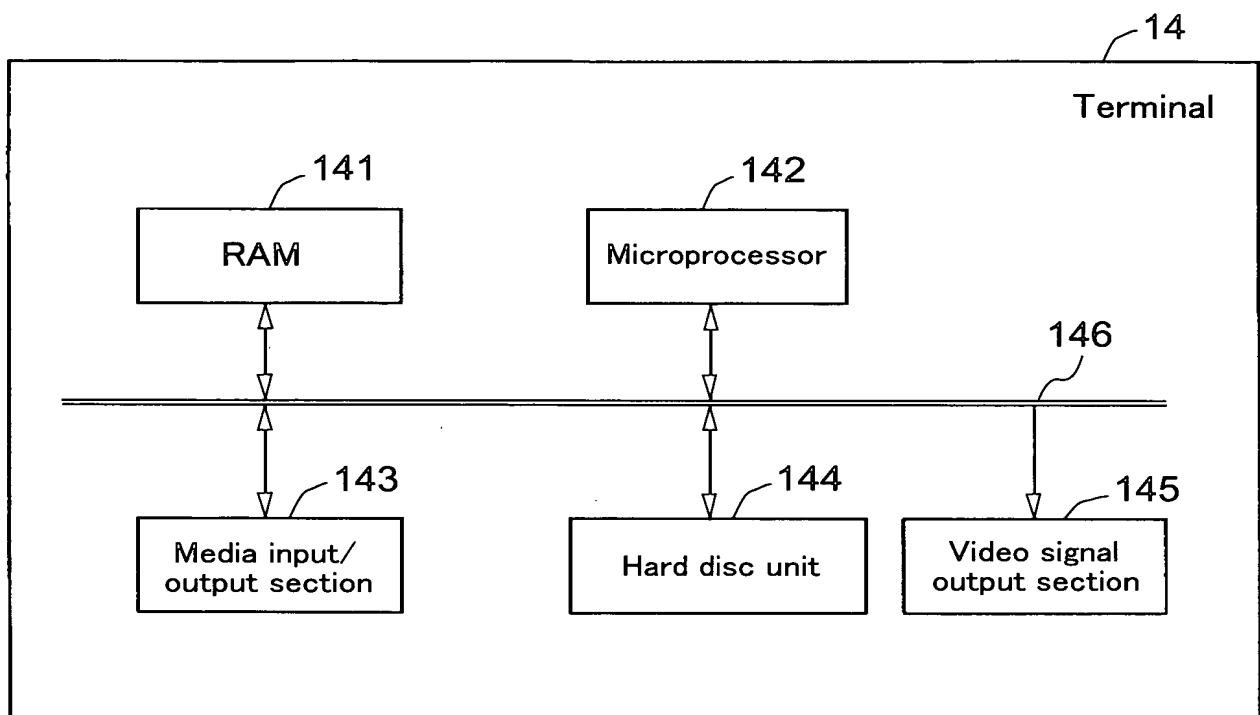 14
Terminal
141
RAM
142
Microprocessor
146
143
Media input/
output section
144
Hard disc unit
145
Video signal
output section